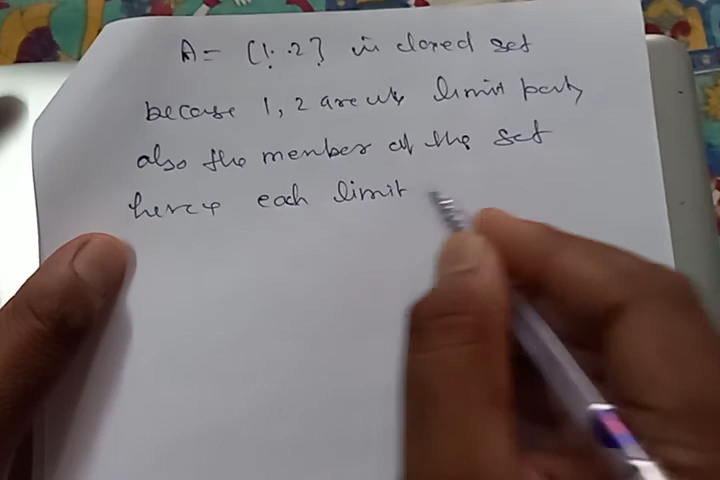 A = [1, 2] is closed set
because 1, 2 are its limit point,
also the member of the set
hence each limit